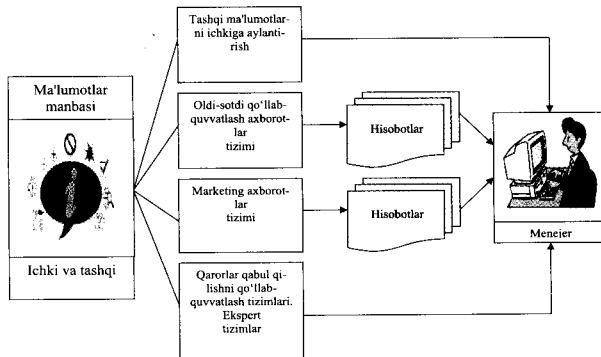 Ma'lumotlar
manbasi
Ichki va tashqi
Tashqi ma'lumotlar-
ni ichkiga aylanti-
rish
Oldi-sotdi qo‘llab-
quvvatlash axborot-
lar
tizimi
Marketing axborot-
lar
tizimi
Qarorlar qabul qi-
lishni qo‘llab-
quvvatlash tizimlari.
Ekspert
tizimlar
Hisobotlar
Hisobotlar
Menejer